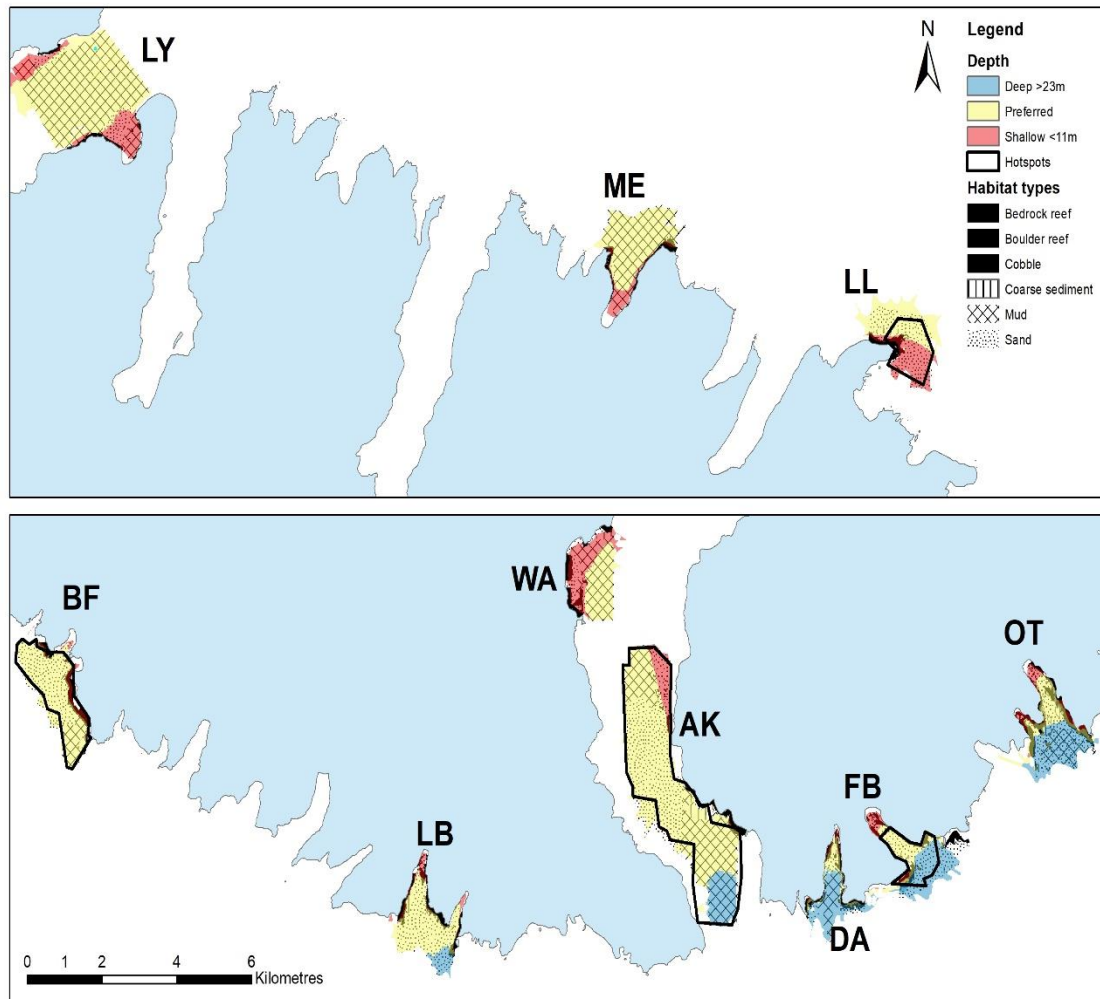 LY
ME
LL
N
Legend
Depth
Deep >23m
Preferred
Shallow <11m
Hotspots
Habitat types
Bedrock reef
Boulder reef
Cobble
Coarse sediment
Mud
Sand
BF
WA
OT
AK
FB
LB
DA
0 1 2 4 6
Kilometres